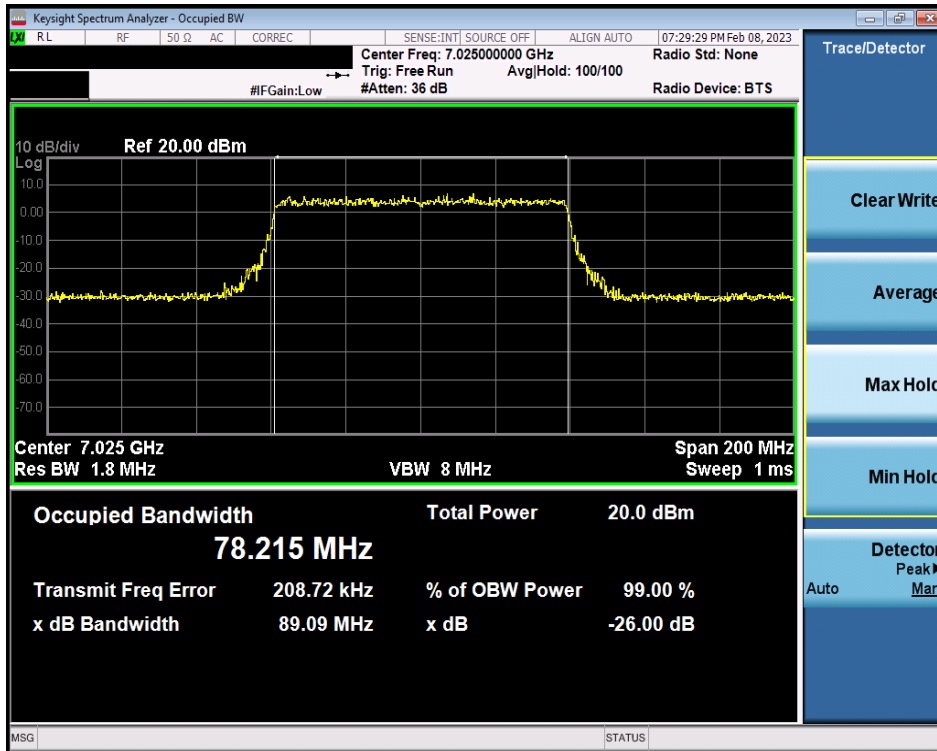 Keysight Spectrum Analyzer - Occupied BW
LXI RL RF 50 Ω AC CORREC SENSE:INT SOURCE OFF ALIGN AUTO 07:29:29 PM Feb 08, 2023
Center Freq: 7.025000000 GHz Radio Std: None
Trig: Free Run Avg|Hold: 100/100
#IFGain:Low #Atten: 36 dB Radio Device: BTS
Trace/Detector
10 dB/div Ref 20.00 dBm
Log
10.0
0.00
-10.0
-20.0
-30.0
-40.0
-50.0
-60.0
-70.0
Center 7.025 GHz Span 200 MHz
Res BW 1.8 MHz VBW 8 MHz Sweep 1 ms
Occupied Bandwidth Total Power 20.0 dBm
78.215 MHz
Transmit Freq Error 208.72 kHz % of OBW Power 99.00 %
x dB Bandwidth 89.09 MHz x dB -26.00 dB
Clear Write
Average
Max Hold
Min Hold
Detector
Peak
Auto Man
MSG STATUS